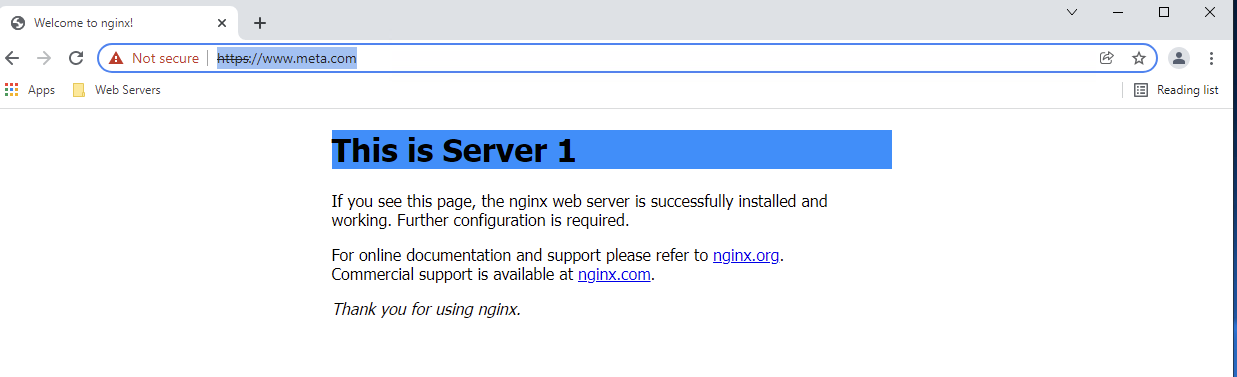 Welcome to nginx!
Not secure https://www.meta.com
Apps Web Servers Reading list
This is Server 1
If you see this page, the nginx web server is successfully installed and
working. Further configuration is required.
For online documentation and support please refer to nginx.org.
Commercial support is available at nginx.com.
Thank you for using nginx.